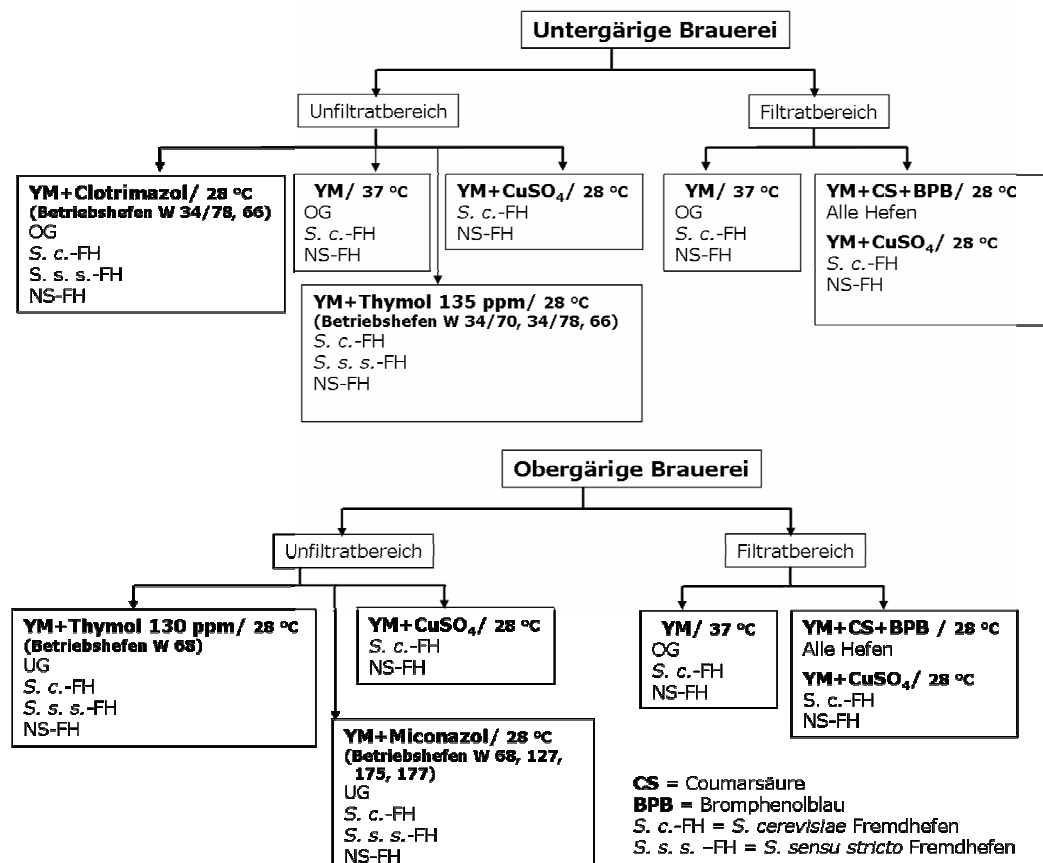 Untergärige Brauerei
Unfiltratbereich
Filtratbereich
YM+Clotrimazol/ 28 °C
(Betriebshefen W 34/78, 66)
OG
S. c.-FH
S. s. s.-FH
NS-FH
YM/ 37 °C
OG
S. c.-FH
NS-FH
YM+CuSO₄/ 28 °C
S. c.-FH
NS-FH
YM+Thymol 135 ppm/ 28 °C
(Betriebshefen W 34/70, 34/78, 66)
S. c.-FH
S. s. s.-FH
NS-FH
YM/ 37 °C
OG
S. c.-FH
NS-FH
YM+CS+BPB/ 28 °C
Alle Hefen
YM+CuSO₄/ 28 °C
S. c.-FH
NS-FH
Obergärige Brauerei
Unfiltratbereich
Filtratbereich
YM+Thymol 130 ppm/ 28 °C
(Betriebshefen W 68)
UG
S. c.-FH
S. s. s.-FH
NS-FH
YM+CuSO₄/ 28 °C
S. c.-FH
NS-FH
YM+Miconazol/ 28 °C
(Betriebshefen W 68, 127,
175, 177)
UG
S. c.-FH
S. s. s.-FH
NS-FH
YM/ 37 °C
OG
S. c.-FH
NS-FH
YM+CS+BPB / 28 °C
Alle Hefen
YM+CuSO₄/ 28 °C
S. c.-FH
NS-FH
CS = Coumarsäure
BPB = Bromphenolblau
S. c.-FH = S. cerevisiae Fremdhefen
S. s. s. -FH = S. sensu stricto Fremdhefen